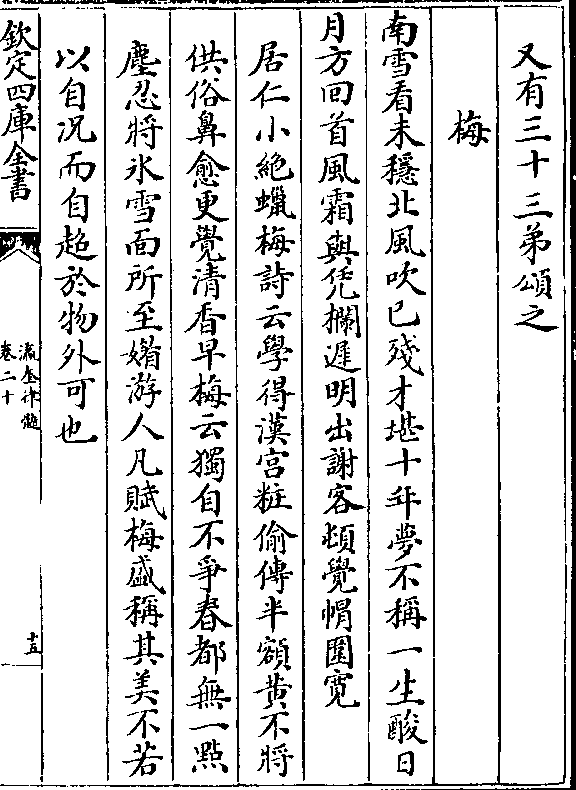 又有三十三弟頌之
梅
南雪看未穩北風吹已殘才堪十年夢不稱一生酸日
月方回首風霜與凭攔遲明出謝客頓覺帽圍寛
居仁小絶蠟梅詩云學得漢宫粧偷傳半額黄不將
供俗鼻愈更覺清香早梅云獨自不爭春都無一點
塵忍將氷雪面所至媚游人凡賦梅盛稱其美不若
以自况而自超於物外可也
欽定四庫全書
瀛奎律髓
卷二十
十五